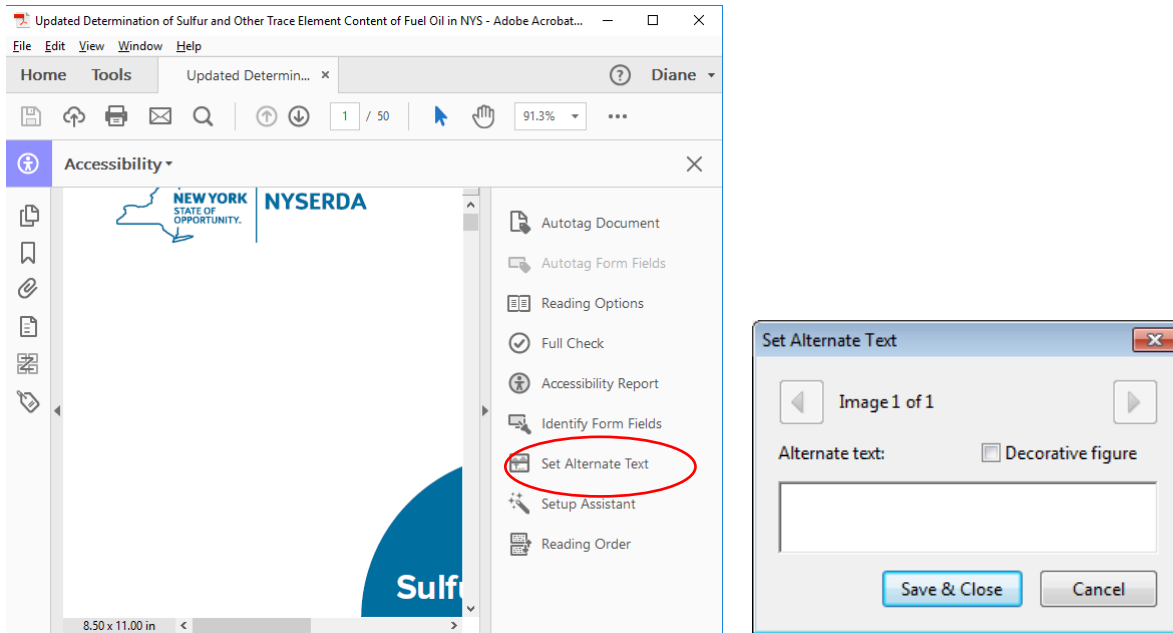 Updated Determination of Sulfur and Other Trace Element Content of Fuel Oil in NYS - Adobe Acrobat...
File Edit View Window Help
Home Tools Updated Determin... × ? Diane
1 / 50 91.3%
Accessibility
NEW YORK
STATE OF
OPPORTUNITY.
NYSERDA
Autotag Document
Autotag Form Fields
Reading Options
Full Check
Accessibility Report
Identify Form Fields
Set Alternate Text
Setup Assistant
Reading Order
Sulf
8.50 x 11.00 in
Set Alternate Text
Image 1 of 1
Alternate text: Decorative figure
Save & Close Cancel